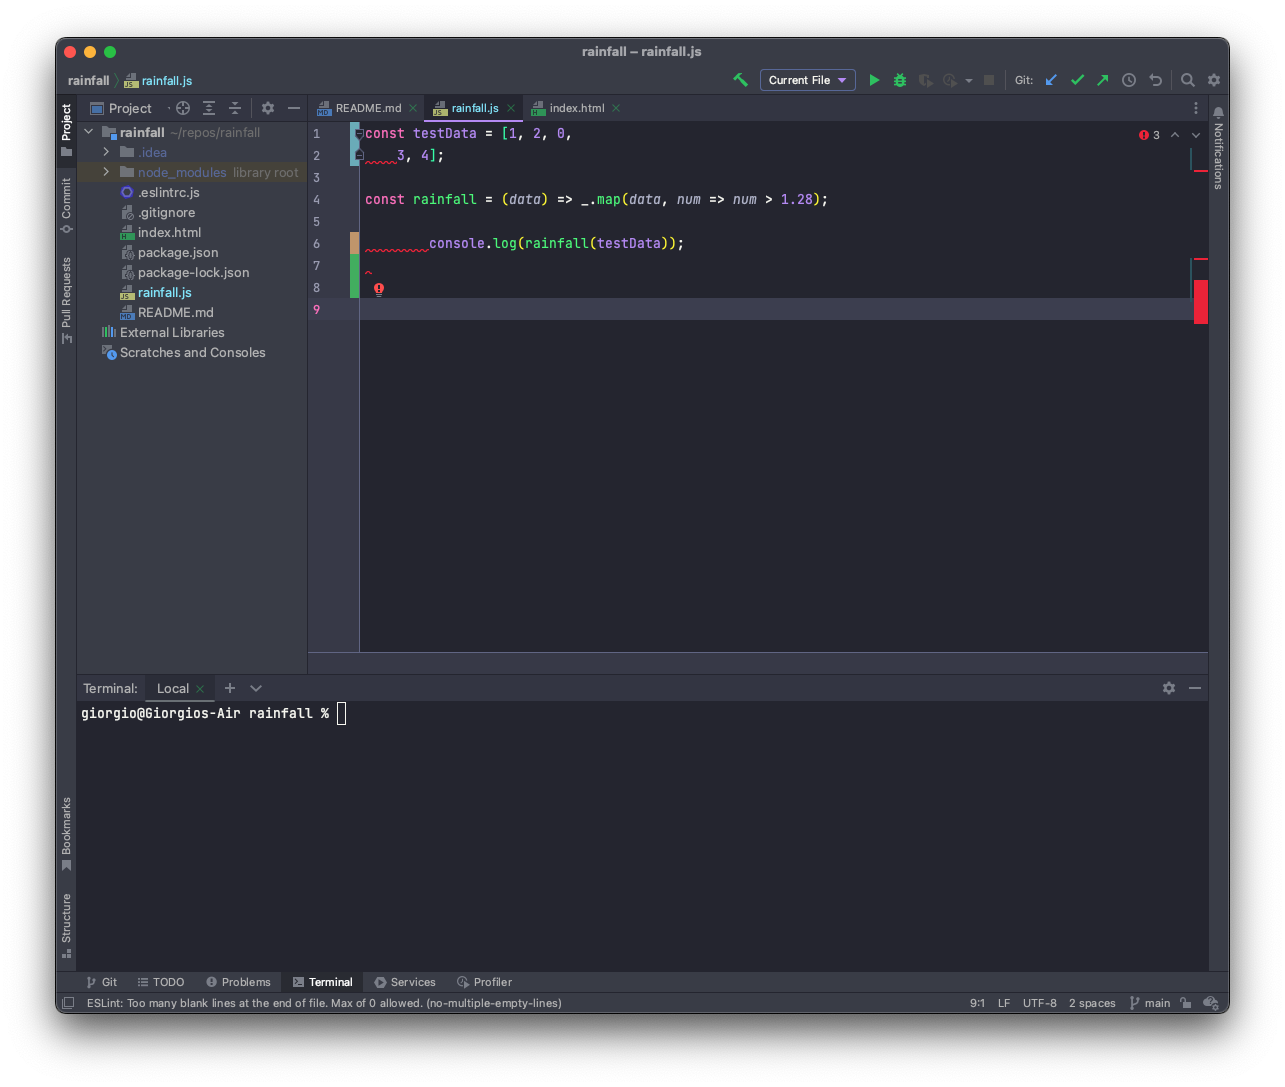 rainfall – rainfall.js
rainfall rainfall.js
Current File
Git:
Project
README.md
rainfall.js
index.html
Project
Commit
Pull Requests
Bookmarks
Structure
Notifications
rainfall ~/repos/rainfall
.idea
node_modules library root
.eslintrc.js
.gitignore
index.html
package.json
package-lock.json
rainfall.js
README.md
External Libraries
Scratches and Consoles
1 const testData = [1, 2, 0,
2 3, 4];
3
4 const rainfall = (data) => _.map(data, num => num > 1.28);
5
6 console.log(rainfall(testData));
7
8
9
3
Terminal: Local
giorgio@Giorgios-Air rainfall %
Git TODO Problems Terminal Services Profiler
ESLint: Too many blank lines at the end of file. Max of 0 allowed. (no-multiple-empty-lines)
9:1 LF UTF-8 2 spaces main